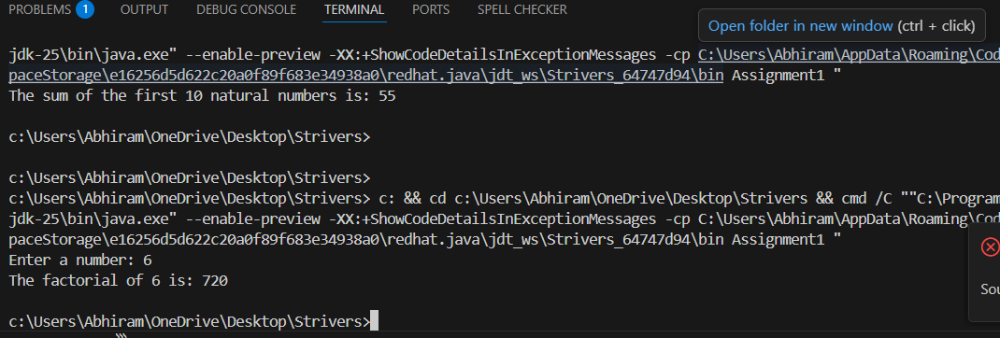 PROBLEMS 1 OUTPUT DEBUG CONSOLE TERMINAL PORTS SPELL CHECKER
Open folder in new window (ctrl + click)
jdk-25\bin\java.exe" --enable-preview -XX:+ShowCodeDetailsInExceptionMessages -cp C:\Users\Abhiram\AppData\Roaming\Cod
paceStorage\e16256d5d622c20a0f89f683e34938a0\redhat.java\jdt_ws\Strivers_64747d94\bin Assignment1 "
The sum of the first 10 natural numbers is: 55
c:\Users\Abhiram\OneDrive\Desktop\Strivers>
c:\Users\Abhiram\OneDrive\Desktop\Strivers>
c:\Users\Abhiram\OneDrive\Desktop\Strivers> c: && cd c:\Users\Abhiram\OneDrive\Desktop\Strivers && cmd /C ""C:\Program
jdk-25\bin\java.exe" --enable-preview -XX:+ShowCodeDetailsInExceptionMessages -cp C:\Users\Abhiram\AppData\Roaming\Cod
paceStorage\e16256d5d622c20a0f89f683e34938a0\redhat.java\jdt_ws\Strivers_64747d94\bin Assignment1 "
Enter a number: 6
The factorial of 6 is: 720
Sou
c:\Users\Abhiram\OneDrive\Desktop\Strivers>